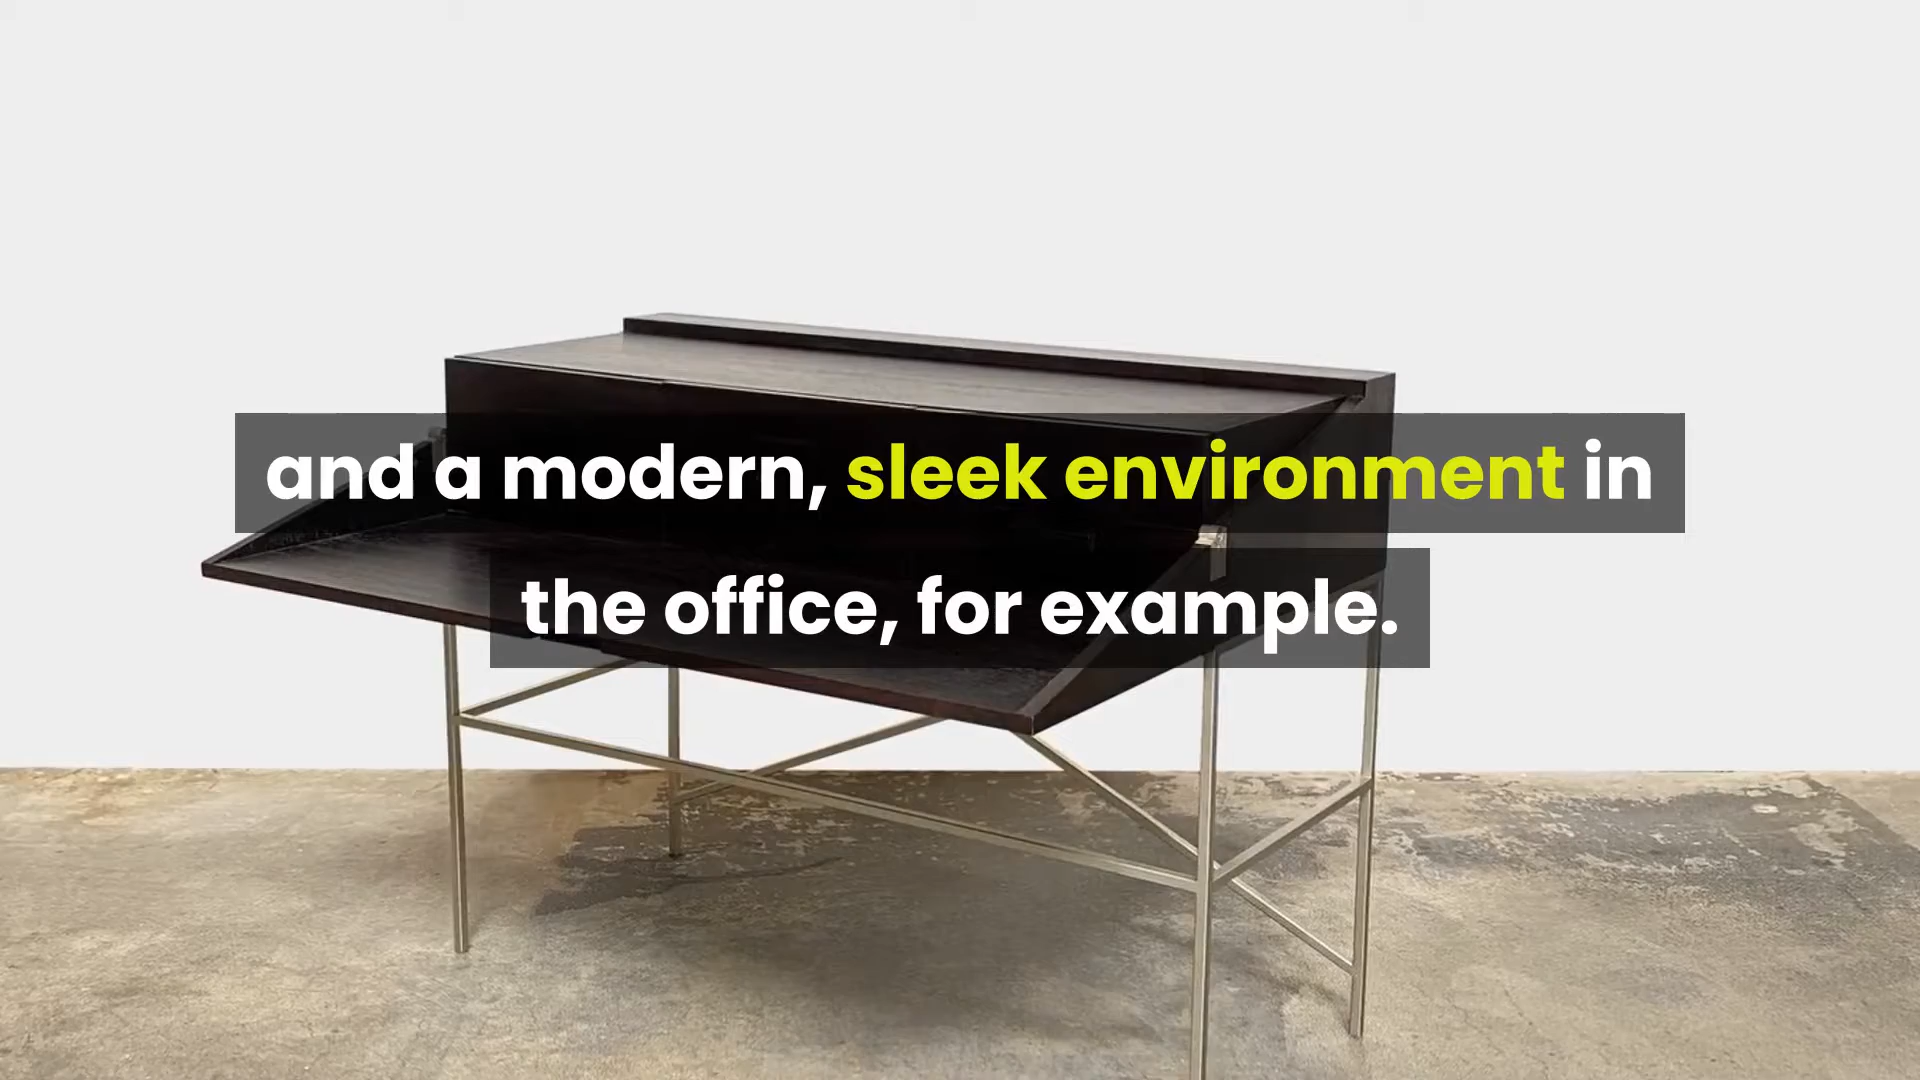 and a modern, sleek environment in
the office, for example.